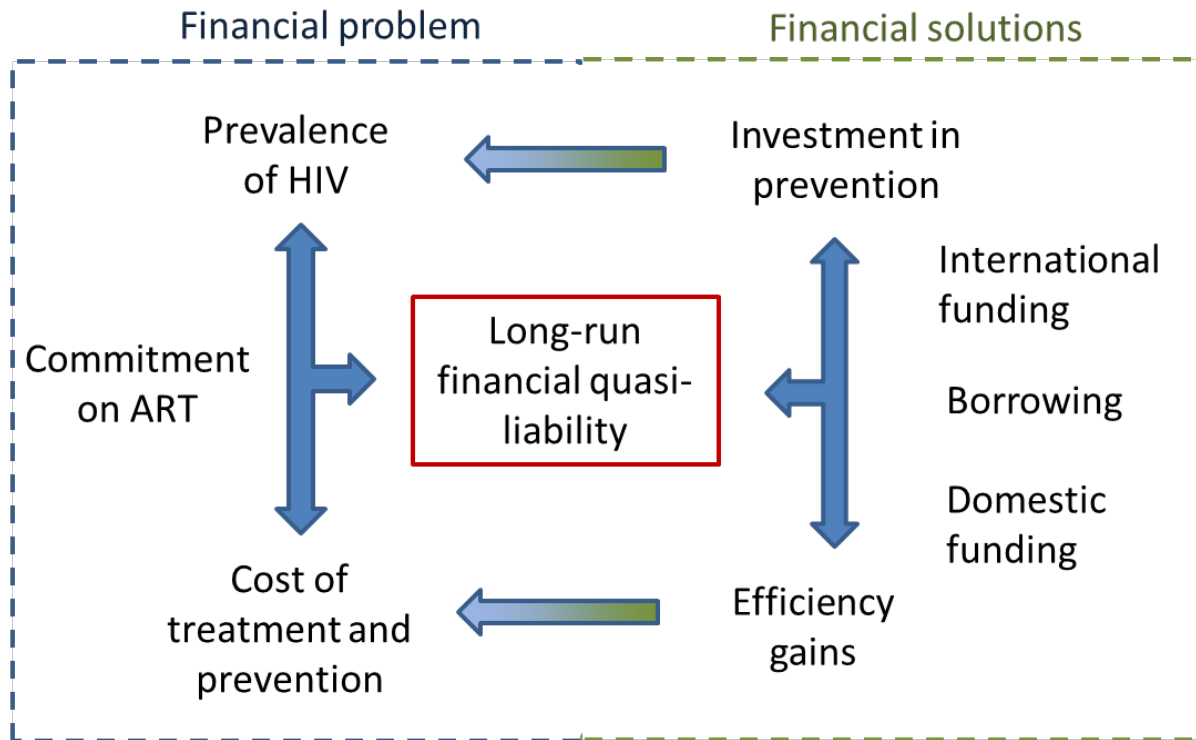 Financial problem
Financial solutions
Prevalence
of HIV
Investment in
prevention
International
funding
Commitment
on ART
Long-run
financial quasi-
liability
Borrowing
Domestic
funding
Cost of
treatment and
prevention
Efficiency
gains